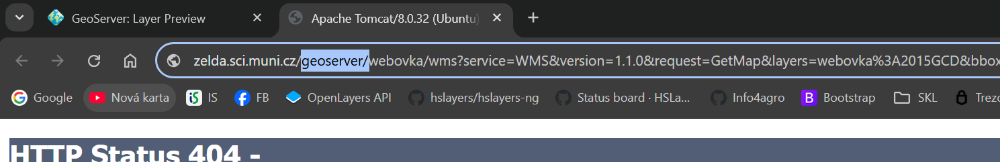 GeoServer: Layer Preview
Apache Tomcat/8.0.32 (Ubuntu)
zelda.sci.muni.cz/geoserver/webovka/wms?service=WMS&version=1.1.0&request=GetMap&layers=webovka%3A2015GCD&bbox
Google Nová karta iS IS FB OpenLayers API hslayers/hslayers-ng Status board · HSLa... Info4agro B Bootstrap SKL Trezo
HTTP Status 404 -